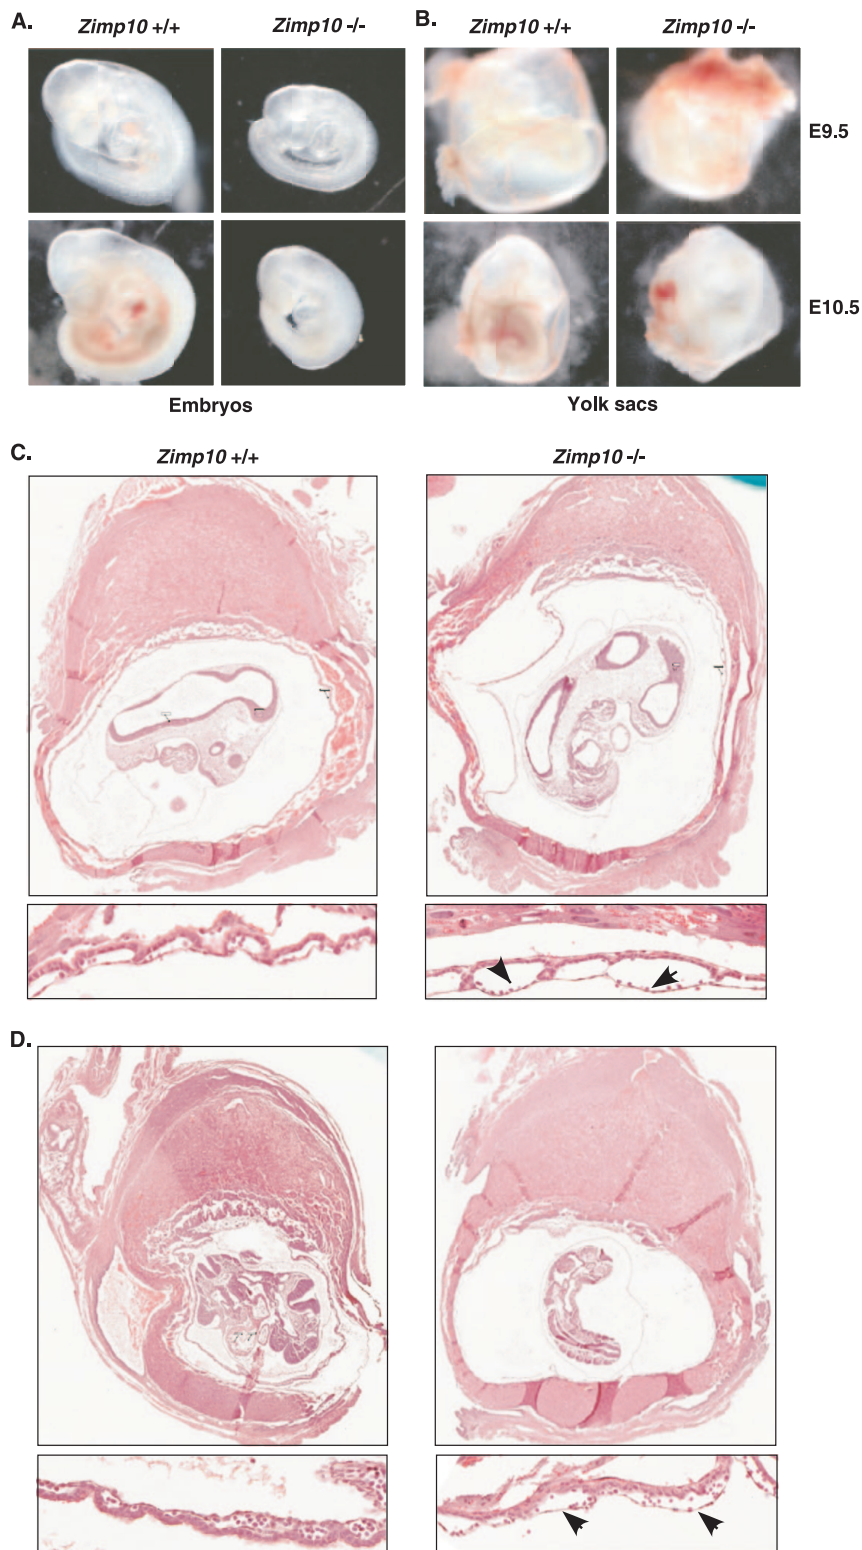 A.
Zimp10 +/+
Zimp10 -/-
B.
Zimp10 +/+
Zimp10 -/-
E9.5
E10.5
Embryos
Yolk sacs
C.
Zimp10 +/+
Zimp10 -/-
D.